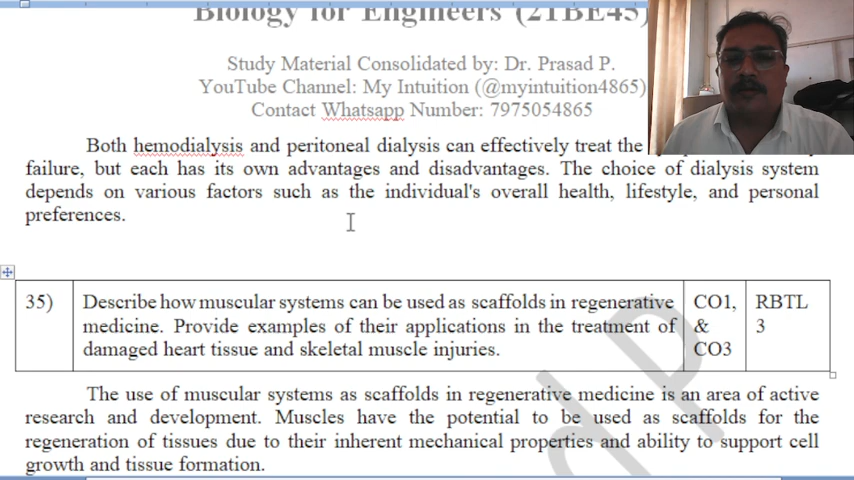 Biology for Engineers (21BE45)
Study Material Consolidated by: Dr. Prasad P.
YouTube Channel: My Intuition (@myintuition4865)
Contact Whatsapp Number: 7975054865
Both hemodialysis and peritoneal dialysis can effectively treat the
failure, but each has its own advantages and disadvantages. The choice of dialysis system
depends on various factors such as the individual's overall health, lifestyle, and personal
preferences.
35) Describe how muscular systems can be used as scaffolds in regenerative CO1, RBTL
medicine. Provide examples of their applications in the treatment of & 3
damaged heart tissue and skeletal muscle injuries. CO3
The use of muscular systems as scaffolds in regenerative medicine is an area of active
research and development. Muscles have the potential to be used as scaffolds for the
regeneration of tissues due to their inherent mechanical properties and ability to support cell
growth and tissue formation.
d P